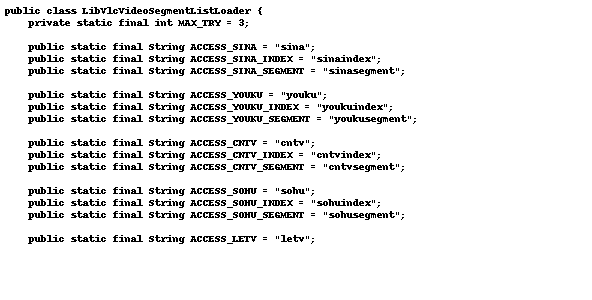 public class LibVlcVideoSegmentListLoader {
private static final int MAX_TRY = 3;
public static final String ACCESS_SINA = "sina";
public static final String ACCESS_SINA_INDEX = "sinaindex";
public static final String ACCESS_SINA_SEGMENT = "sinasegment";
public static final String ACCESS_YOUKU = "youku";
public static final String ACCESS_YOUKU_INDEX = "youkuindex";
public static final String ACCESS_YOUKU_SEGMENT = "youkusegment";
public static final String ACCESS_CNTV = "cntv";
public static final String ACCESS_CNTV_INDEX = "cntvindex";
public static final String ACCESS_CNTV_SEGMENT = "cntvsegment";
public static final String ACCESS_SOHU = "sohu";
public static final String ACCESS_SOHU_INDEX = "sohuindex";
public static final String ACCESS_SOHU_SEGMENT = "sohusegment";
public static final String ACCESS_LETV = "letv";